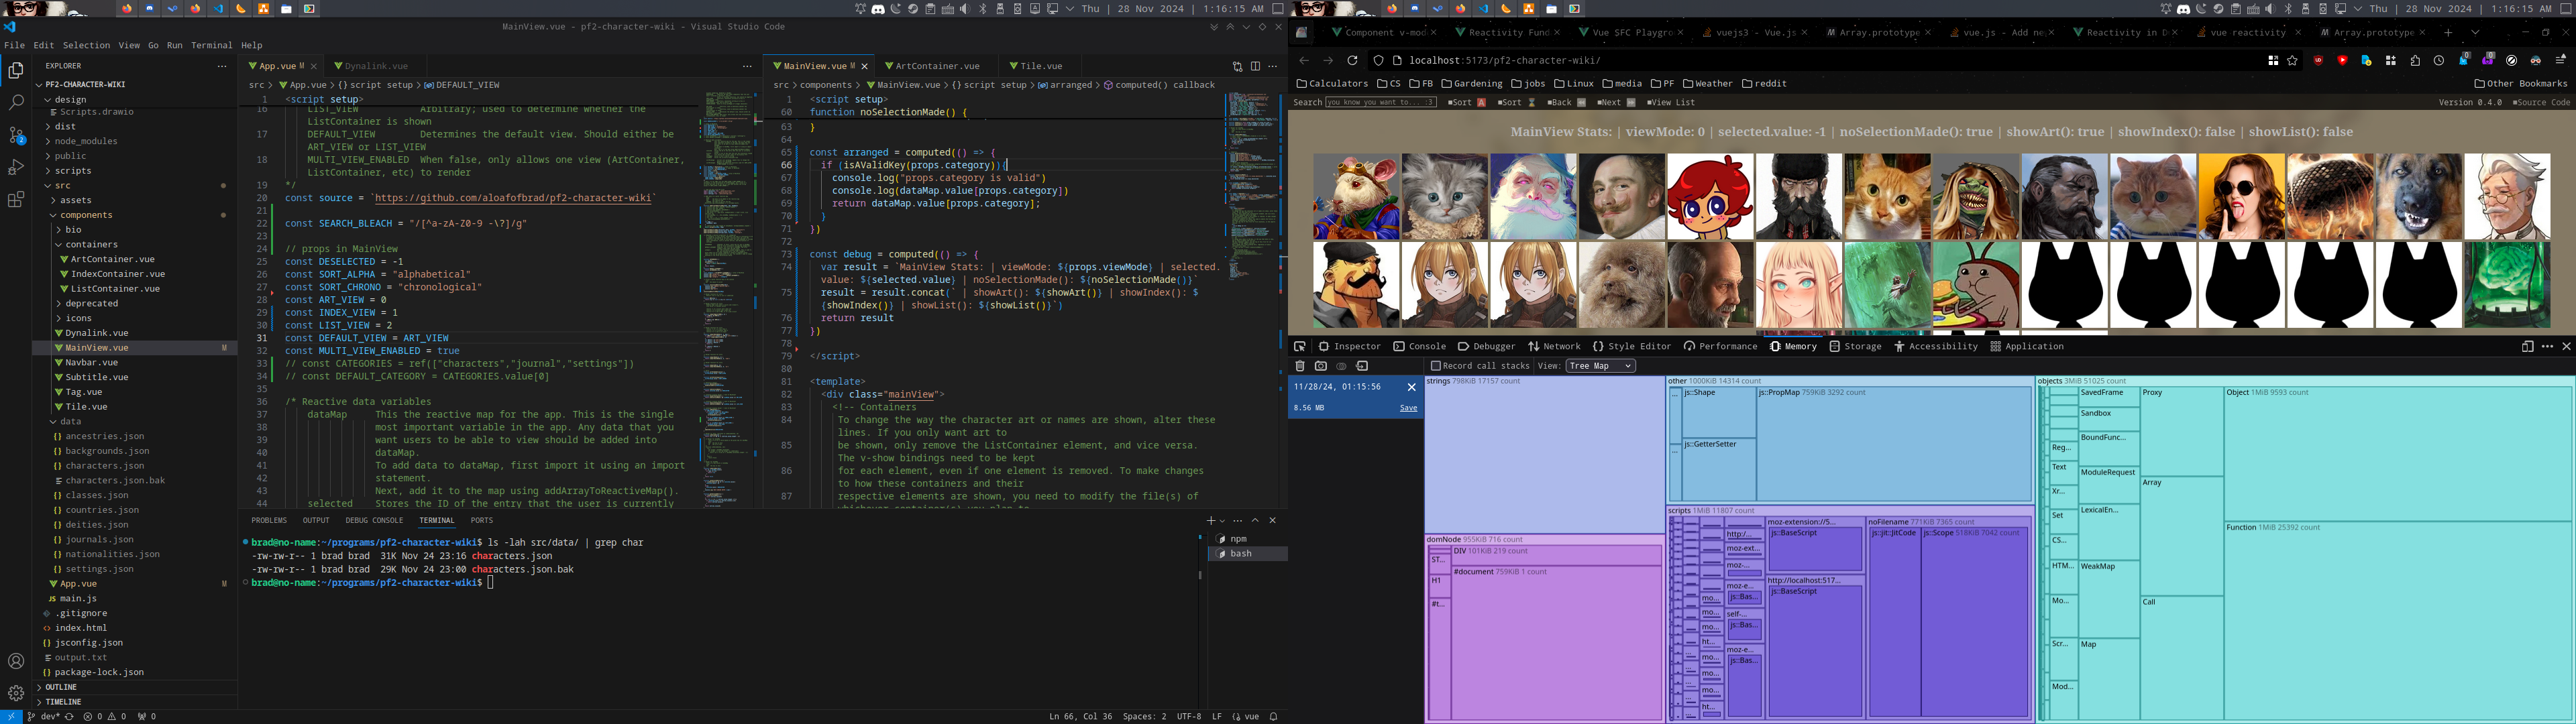 Thu | 28 Nov 2024 | 1:16:15 AM
Thu | 28 Nov 2024 | 1:16:15 AM
MainView.vue - pf2-character-wiki - Visual Studio Code
File Edit Selection View Go Run Terminal Help
EXPLORER
PF2-CHARACTER-WIKI
design
Scripts.drawio
dist
node_modules
public
scripts
src
assets
components
bio
containers
ArtContainer.vue
IndexContainer.vue
ListContainer.vue
deprecated
icons
Dynalink.vue
MainView.vue M
Navbar.vue
Subtitle.vue
Tag.vue
Tile.vue
data
ancestries.json
backgrounds.json
characters.json
characters.json.bak
classes.json
countries.json
deities.json
journals.json
nationalities.json
settings.json
App.vue M
main.js
.gitignore
index.html
jsconfig.json
output.txt
package-lock.json
OUTLINE
TIMELINE
App.vue M Dynalink.vue
src > App.vue > {} script setup > DEFAULT_VIEW
1 <script setup>
16 LIST_VIEW Arbitrary; used to determine whether the
ListContainer is shown
17 DEFAULT_VIEW Determines the default view. Should either be
ART_VIEW or LIST_VIEW
18 MULTI_VIEW_ENABLED When false, only allows one view (ArtContainer,
ListContainer, etc) to render
19 */
20 const source = `https://github.com/aloafofbrad/pf2-character-wiki`
21
22 const SEARCH_BLEACH = "/[^a-zA-Z0-9 -\?]/g"
23
24 // props in MainView
25 const DESELECTED = -1
26 const SORT_ALPHA = "alphabetical"
27 const SORT_CHRONO = "chronological"
28 const ART_VIEW = 0
29 const INDEX_VIEW = 1
30 const LIST_VIEW = 2
31 const DEFAULT_VIEW = ART_VIEW
32 const MULTI_VIEW_ENABLED = true
33 // const CATEGORIES = ref(["characters","journal","settings"])
34 // const DEFAULT_CATEGORY = CATEGORIES.value[0]
35
36 /* Reactive data variables
37 dataMap This the reactive map for the app. This is the single
38 most important variable in the app. Any data that you
39 want users to be able to view should be added into
40 dataMap.
41 To add data to dataMap, first import it using an import
42 statement.
43 Next, add it to the map using addArrayToReactiveMap().
44 selected Stores the ID of the entry that the user is currently
MainView.vue M ArtContainer.vue Tile.vue
src > components > MainView.vue > {} script setup > arranged > computed() callback
1 <script setup>
60 function noSelectionMade() {
63 }
64
65 const arranged = computed(() => {
66 if (isAValidKey(props.category)){
67 console.log("props.category is valid")
68 console.log(dataMap.value[props.category])
69 return dataMap.value[props.category];
70 }
71 })
72
73 const debug = computed(() => {
74 var result = `MainView Stats: | viewMode: ${props.viewMode} | selected.
value: ${selected.value} | noSelectionMade(): ${noSelectionMade()}`
75 result = result.concat(` | showArt(): ${showArt()} | showIndex(): $
{showIndex()} | showList(): ${showList()}`)
76 return result
77 })
78
79 </script>
80
81 <template>
82 <div class="mainView">
83 <!-- Containers
84 To change the way the character art or names are shown, alter these
lines. If you only want art to
85 be shown, only remove the ListContainer element, and vice versa.
The v-show bindings need to be kept
86 for each element, even if one element is removed. To make changes
to how these containers and their
87 respective elements are shown, you need to modify the file(s) of
PROBLEMS OUTPUT DEBUG CONSOLE TERMINAL PORTS
brad@no-name:~/programs/pf2-character-wiki$ ls -lah src/data/ | grep char
-rw-rw-r-- 1 brad brad 31K Nov 24 23:16 characters.json
-rw-rw-r-- 1 brad brad 29K Nov 24 23:00 characters.json.bak
brad@no-name:~/programs/pf2-character-wiki$
npm
bash
dev* 0 0 0
Ln 66, Col 36 Spaces: 2 UTF-8 LF vue
Component v-mod Reactivity Fund Vue SFC Playgro vuejs3 - Vue.js Array.prototype vue.js - Add ne Reactivity in D vue reactivity Array.prototype
localhost:5173/pf2-character-wiki/
Calculators CS FB Gardening jobs Linux media PF Weather reddit Other Bookmarks
Search you know you want to... :3 Sort Sort Back Next View List Version 0.4.0 Source Code
MainView Stats: | viewMode: 0 | selected.value: -1 | noSelectionMade(): true | showArt(): true | showIndex(): false | showList(): false
Inspector Console Debugger Network Style Editor Performance Memory Storage Accessibility Application
Record call stacks View: Tree Map
11/28/24, 01:15:56
8.56 MB Save
strings 798KiB 17157 count
domNode 955KiB 716 count
ST...
DIV 101KiB 219 count
H1
#document 759KiB 1 count
#t...
other 1000KiB 14314 count
js::Shape
js::PropMap 759KiB 3292 count
js::GetterSetter
scripts 1MiB 11807 count
http:/...
moz-ext...
moz-...
moz-e...
js::Bas...
self-...
js::Bas...
moz-e...
js::Bas...
mo...
mo...
mo...
ht...
mo...
mo...
mo...
ht...
moz-extension://5...
js::BaseScript
http://localhost:517...
js::BaseScript
noFilename 771KiB 7365 count
js::jit::JitCode
js::Scope 518KiB 7042 count
objects 3MiB 51025 count
Reg...
Text
Xr...
Set
CS...
HTM...
Mo...
Scr...
Mod...
SavedFrame
Sandbox
BoundFunc...
ModuleRequest
LexicalEn...
WeakMap
Map
Proxy
Array
Call
Object 1MiB 9593 count
Function 1MiB 25392 count